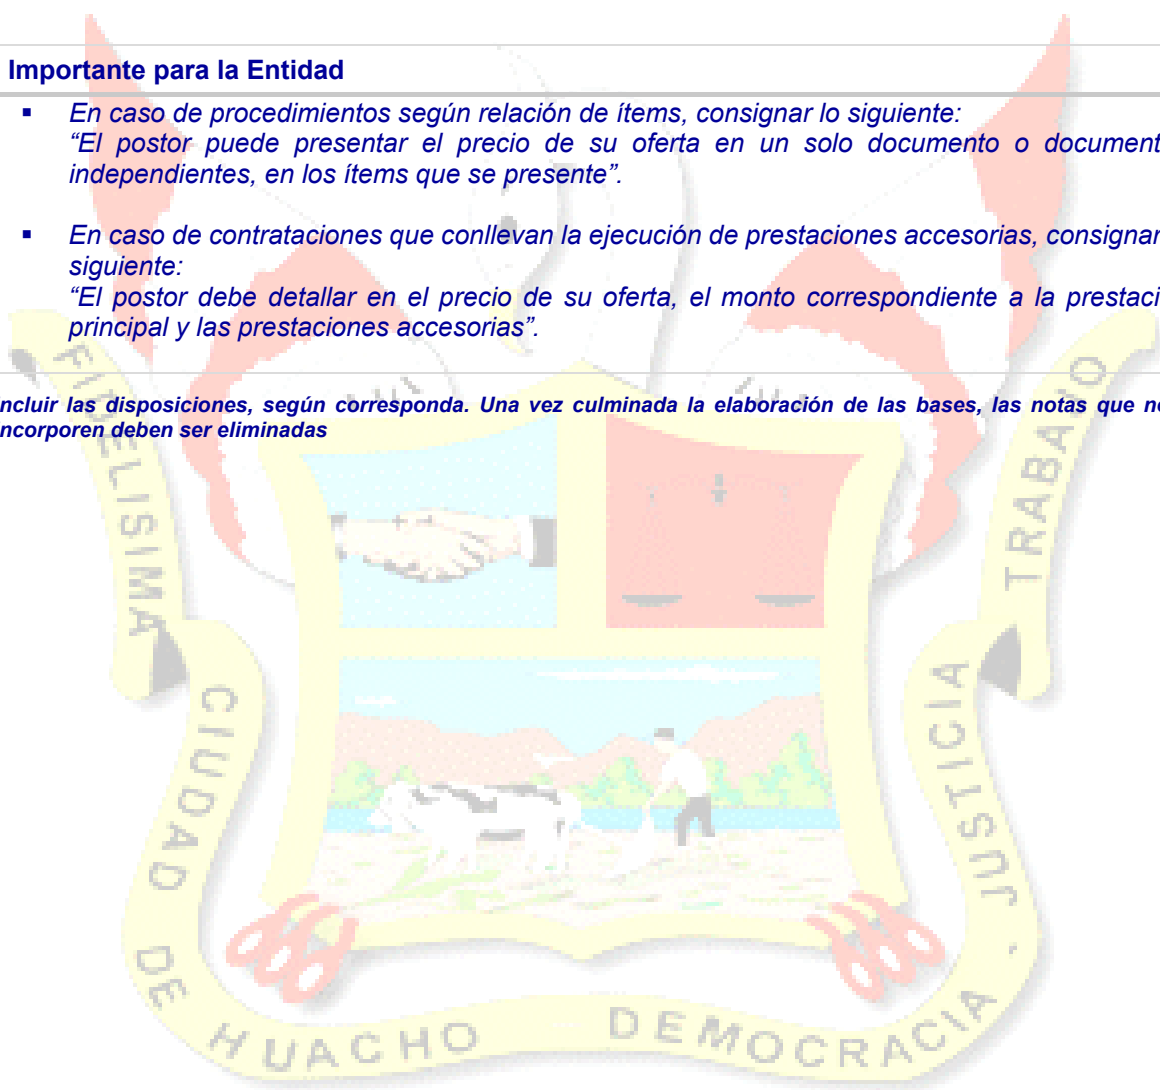 Importante para la Entidad
▪ En caso de procedimientos según relación de ítems, consignar lo siguiente:
“El postor puede presentar el precio de su oferta en un solo documento o document
independientes, en los ítems que se presente”.
▪ En caso de contrataciones que conllevan la ejecución de prestaciones accesorias, consignar
siguiente:
“El postor debe detallar en el precio de su oferta, el monto correspondiente a la prestaci
principal y las prestaciones accesorias”.
ncluir las disposiciones, según corresponda. Una vez culminada la elaboración de las bases, las notas que n
ncorporen deben ser eliminadas
FIDELISIMA CIUDAD DE HUACHO DEMOCRACIA . JUSTICIA TRABAJO